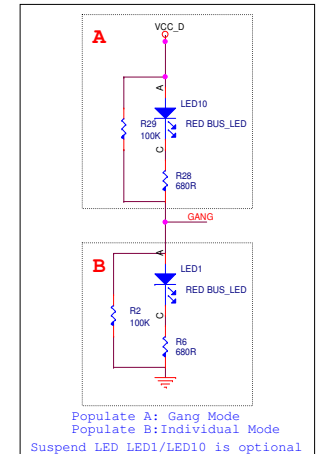 A
VCC_D
A
LED10
R29
100K
RED BUS_LED
C
R28
680R
GANG
B
A
LED1
RED BUS_LED
R2
100K
C
R6
680R
Populate A: Gang Mode
Populate B:Individual Mode
Suspend LED LED1/LED10 is optional